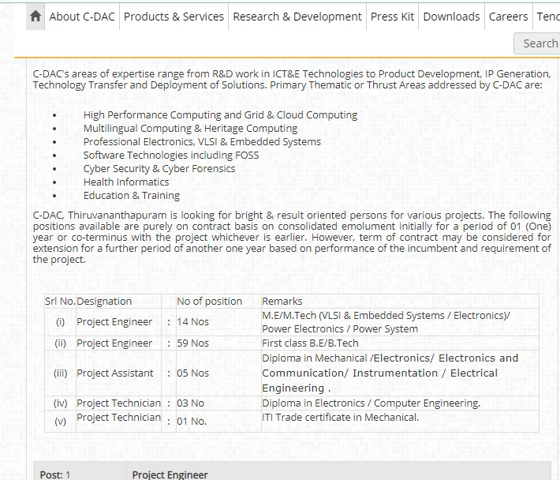 About C-DAC Products & Services Research & Development Press Kit Downloads Careers Tend
Search
C-DAC's areas of expertise range from R&D work in ICT&E Technologies to Product Development, IP Generation,
Technology Transfer and Deployment of Solutions. Primary Thematic or Thrust Areas addressed by C-DAC are:
• High Performance Computing and Grid & Cloud Computing
• Multilingual Computing & Heritage Computing
• Professional Electronics, VLSI & Embedded Systems
• Software Technologies including FOSS
• Cyber Security & Cyber Forensics
• Health Informatics
• Education & Training
C-DAC, Thiruvananthapuram is looking for bright & result oriented persons for various projects. The following
positions available are purely on contract basis on consolidated emolument initially for a period of 01 (One)
year or co-terminus with the project whichever is earlier. However, term of contract may be considered for
extension for a further period of another one year based on performance of the incumbent and requirement of
the project.
Srl No. Designation No of position Remarks
(i) Project Engineer : 14 Nos M.E/M.Tech (VLSI & Embedded Systems / Electronics)/
Power Electronics / Power System
(ii) Project Engineer : 59 Nos First class B.E/B.Tech
(iii) Project Assistant : 05 Nos Diploma in Mechanical /Electronics/ Electronics and
Communication/ Instrumentation / Electrical
Engineering .
(iv) Project Technician : 03 No Diploma in Electronics / Computer Engineering.
(v) Project Technician : 01 No. ITI Trade certificate in Mechanical.
Post: 1 Project Engineer